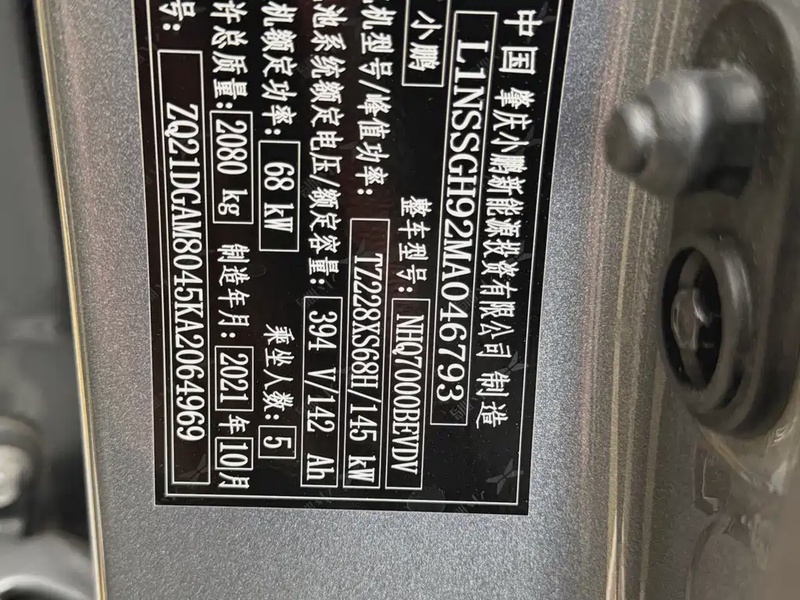 中国 肇庆小鹏新能源投资有限公司 制造
L1NSSGH92MA046793
小鹏 整车型号: NHQ7000BEVDV
机型号/峰值功率: TZ228XS68H/145 kW
池系统额定电压/额定容量: 394 V/142 Ah
机额定功率: 68 kW 乘坐人数: 5
许总质量: 2080 kg 制造年月: 2021 年 10 月
号: ZQ21DGAM8045KA2064969